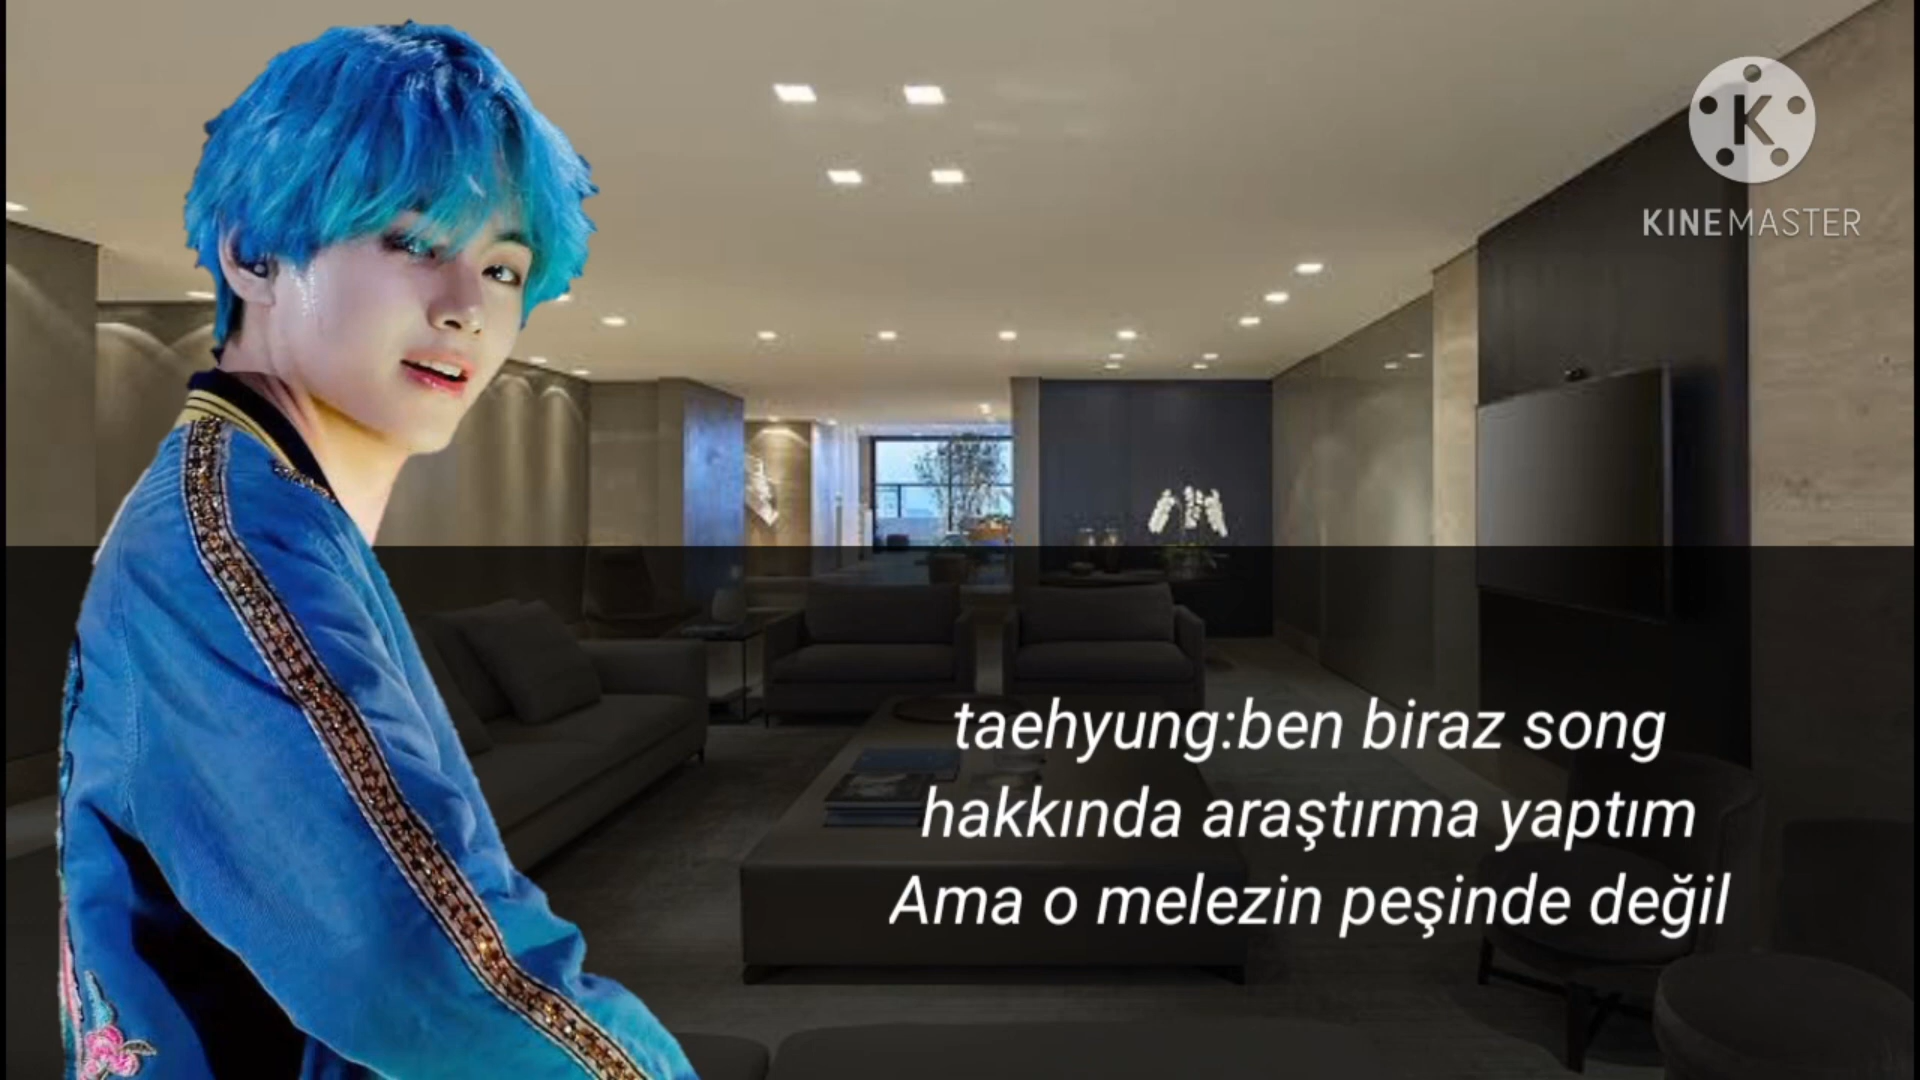 K
KINEMASTER
taehyung:ben biraz song
hakkında araştırma yaptım
Ama o melezin peşinde değil